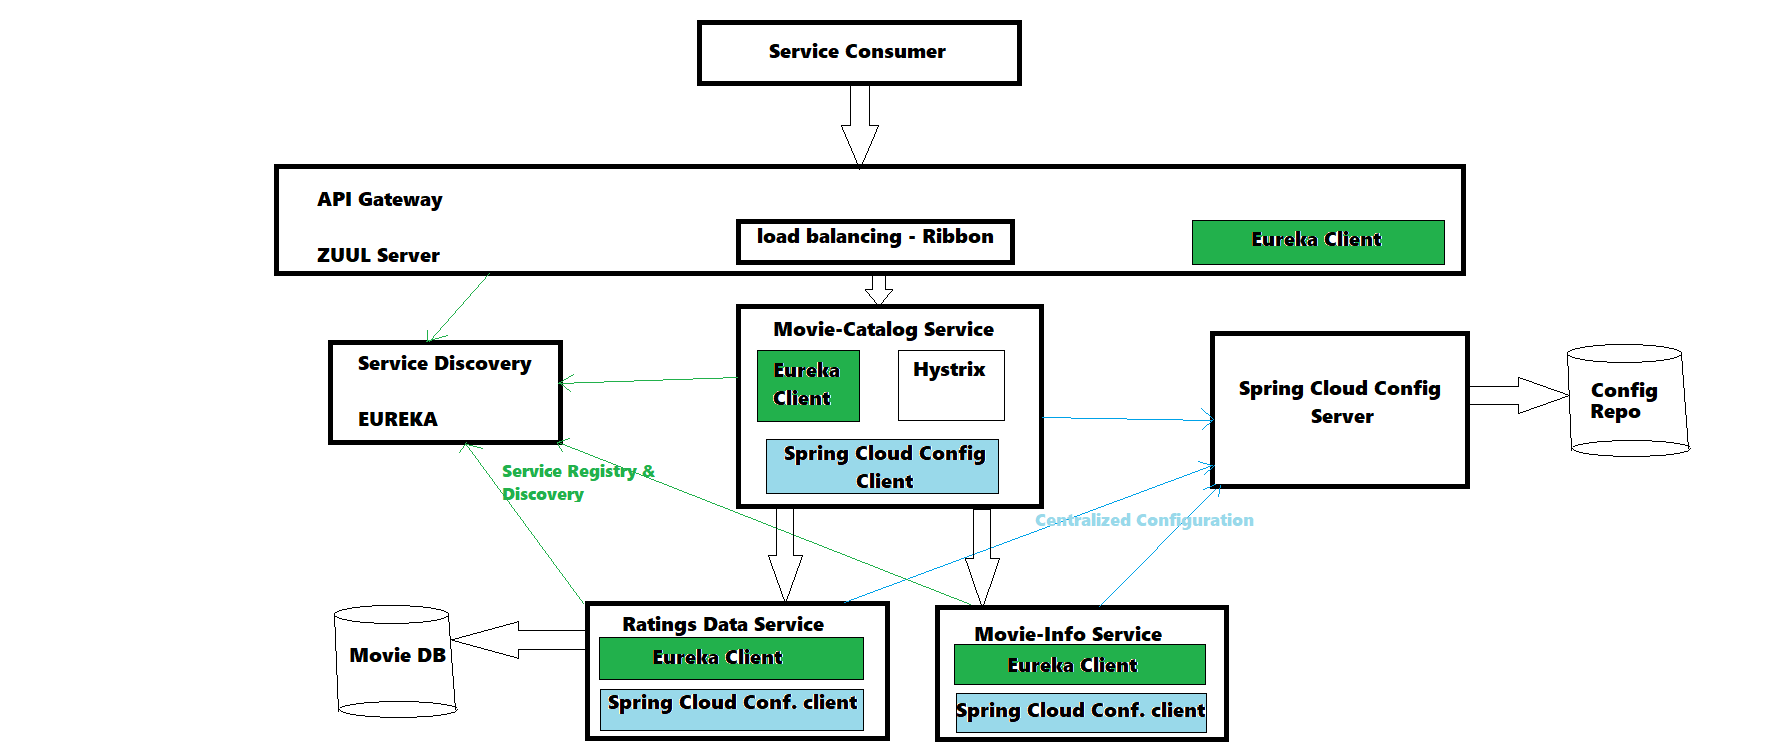 Service Consumer
API Gateway
ZUUL Server
load balancing - Ribbon
Eureka Client
Movie-Catalog Service
Eureka
Client
Hystrix
Spring Cloud Config
Client
Service Discovery
EUREKA
Spring Cloud Config
Server
Config
Repo
Service Registry &
Discovery
Centralized Configuration
Movie DB
Ratings Data Service
Eureka Client
Spring Cloud Conf. client
Movie-Info Service
Eureka Client
Spring Cloud Conf. client